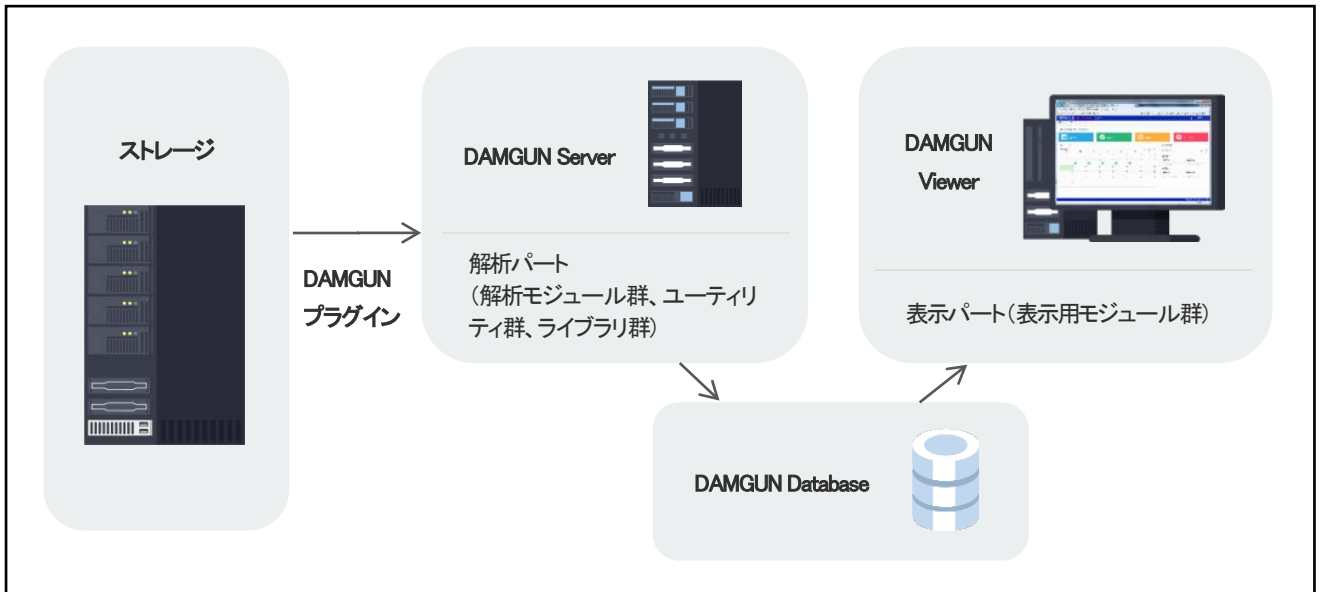 ストレージ
DAMGUN
プラグイン
DAMGUN Server
解析パート
（解析モジュール群、ユーティリ
ティ群、ライブラリ群）
DAMGUN
Viewer
表示パート（表示用モジュール群）
DAMGUN Database